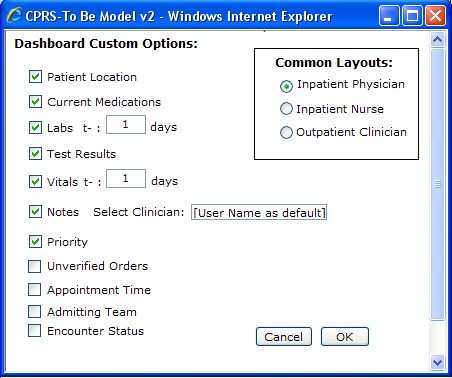 CPRS-To Be Model v2 - Windows Internet Explorer
Dashboard Custom Options:
Common Layouts:
Patient Location
Inpatient Physician
Current Medications
Inpatient Nurse
Labs t- : 1 days
Outpatient Clinician
Test Results
Vitals t- : 1 days
Notes Select Clinician: [User Name as default]
Priority
Unverified Orders
Appointment Time
Admitting Team
Encounter Status
Cancel OK